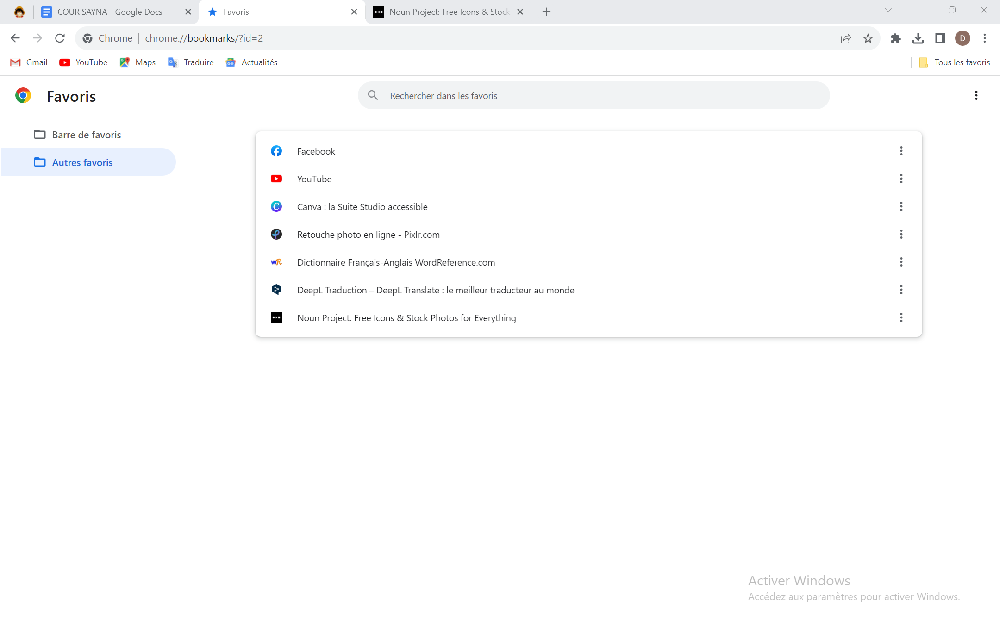 COUR SAYNA - Google Docs
Favoris
Noun Project: Free Icons & Stock
Chrome
chrome://bookmarks/?id=2
D
Gmail
YouTube
Maps
Traduire
Actualités
Tous les favoris
Favoris
Rechercher dans les favoris
Barre de favoris
Autres favoris
Facebook
YouTube
Canva : la Suite Studio accessible
Retouche photo en ligne - Pixlr.com
Dictionnaire Français-Anglais WordReference.com
DeepL Traduction – DeepL Translate : le meilleur traducteur au monde
Noun Project: Free Icons & Stock Photos for Everything
Activer Windows
Accédez aux paramètres pour activer Windows.